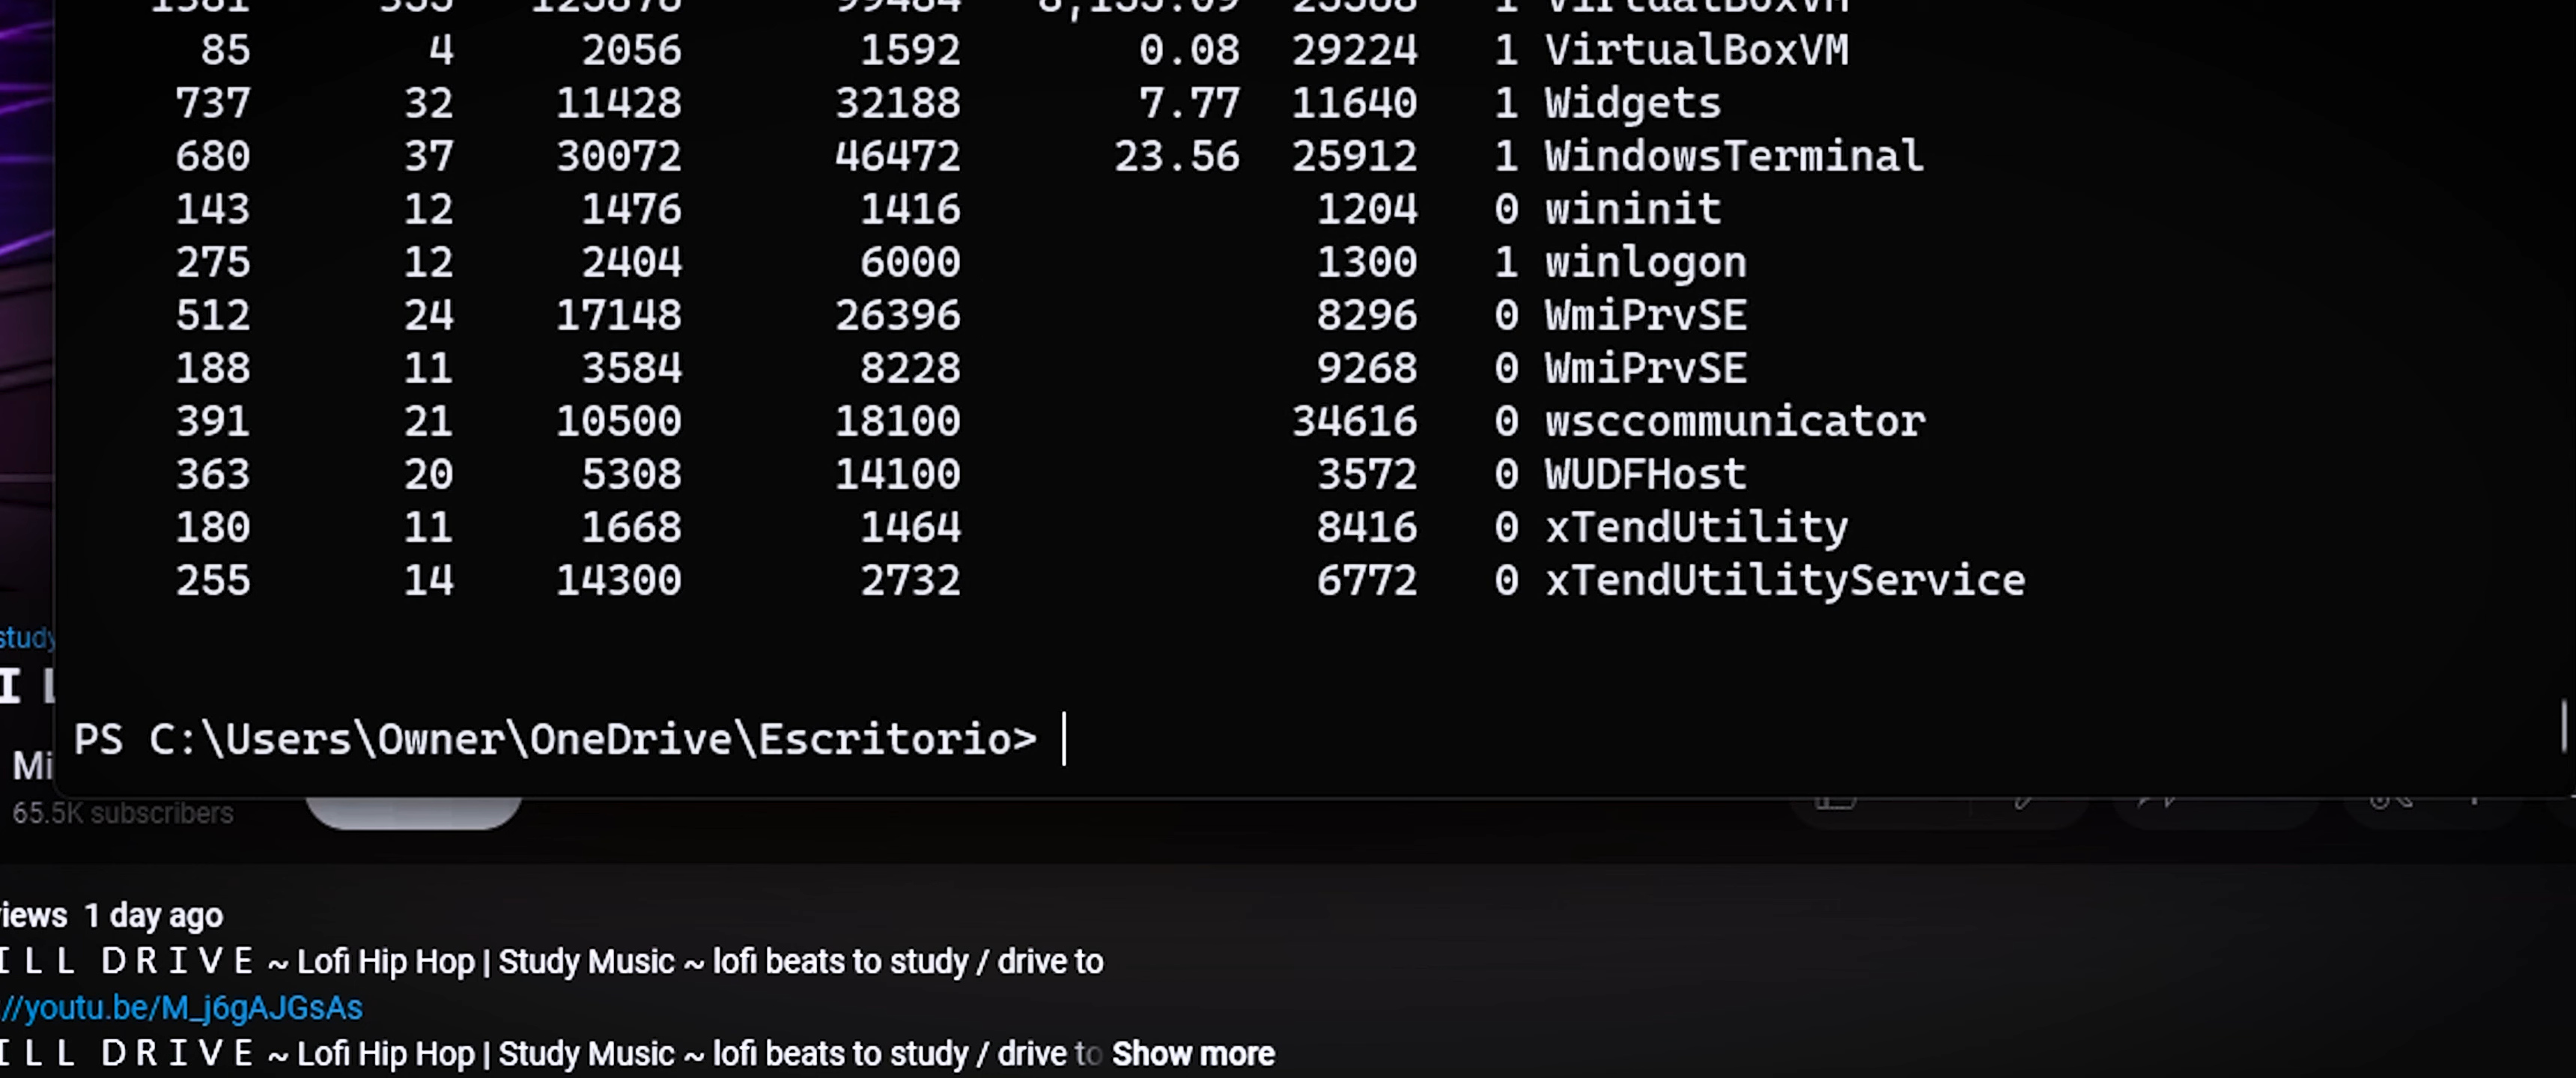 85 4 2056 1592 0.08 29224 1 VirtualBoxVM
737 32 11428 32188 7.77 11640 1 Widgets
680 37 30072 46472 23.56 25912 1 WindowsTerminal
143 12 1476 1416 1204 0 wininit
275 12 2404 6000 1300 1 winlogon
512 24 17148 26396 8296 0 WmiPrvSE
188 11 3584 8228 9268 0 WmiPrvSE
391 21 10500 18100 34616 0 wsccommunicator
363 20 5308 14100 3572 0 WUDFHost
180 11 1668 1464 8416 0 xTendUtility
255 14 14300 2732 6772 0 xTendUtilityService
study
I L
PS C:\Users\Owner\OneDrive\Escritorio>
Mi
65.5K subscribers
iews 1 day ago
I L L D R I V E ~ Lofi Hip Hop | Study Music ~ lofi beats to study / drive to
//youtu.be/M_j6gAJGsAs
I L L D R I V E ~ Lofi Hip Hop | Study Music ~ lofi beats to study / drive to Show more